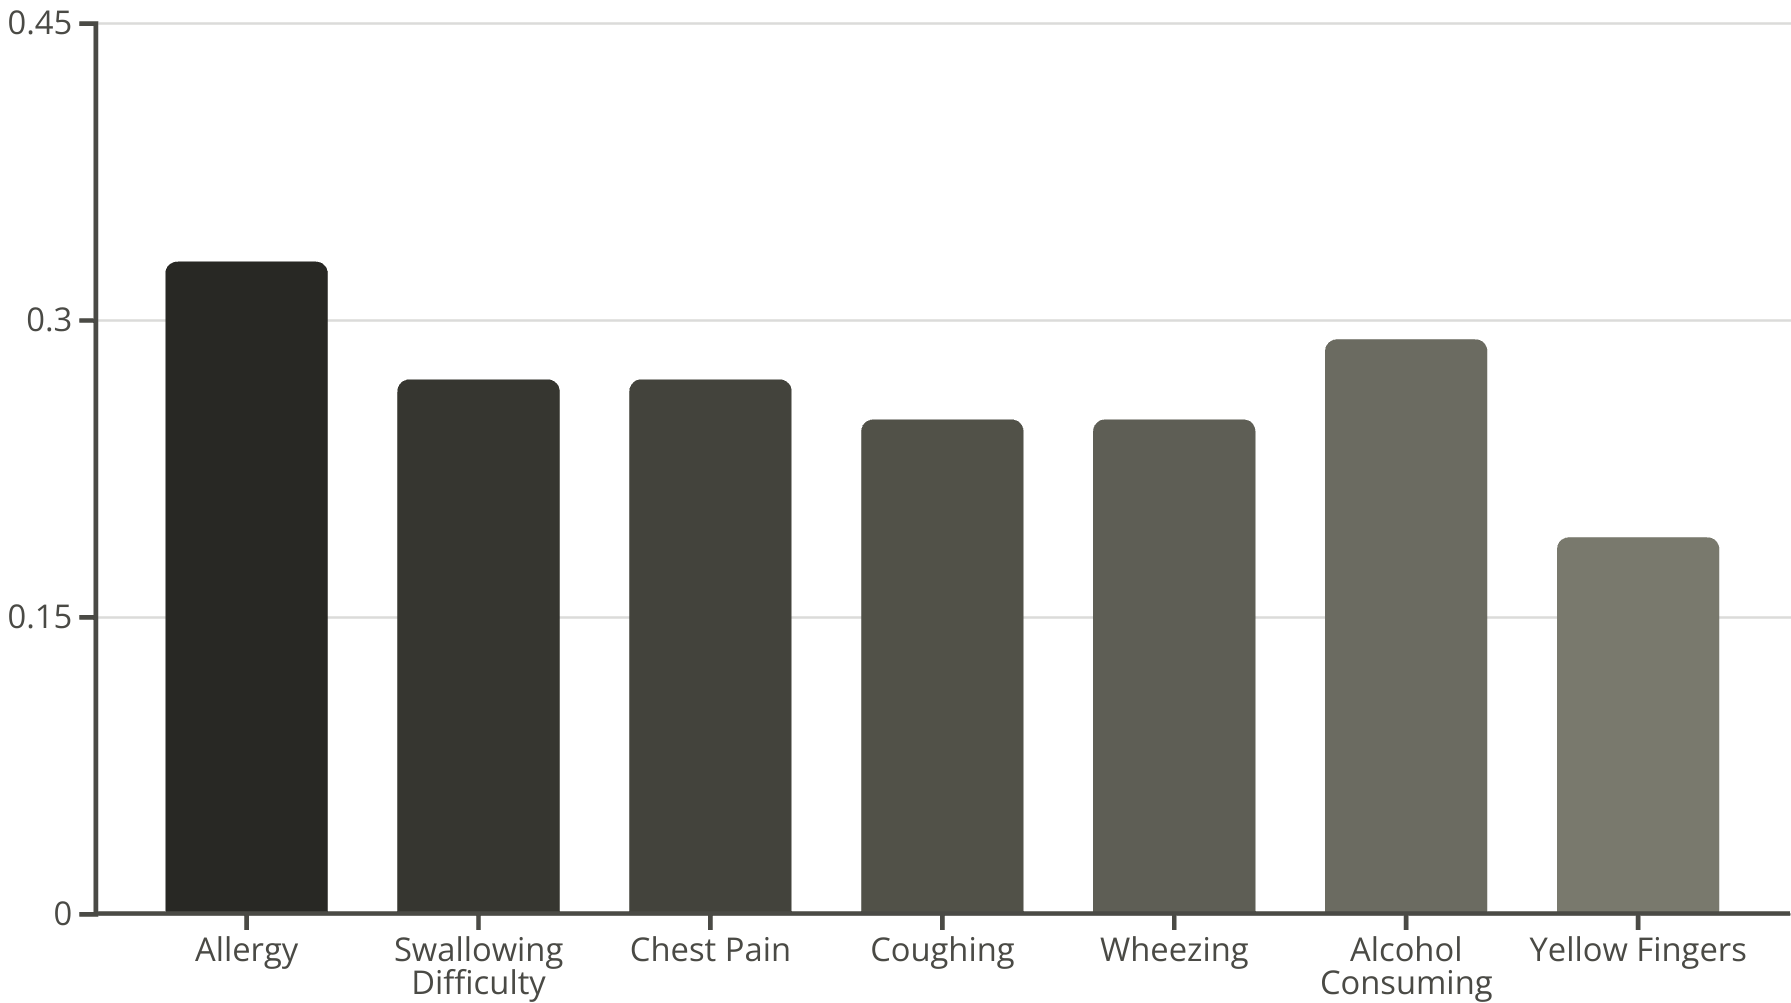 0.45
0.3
0.15
0
Allergy
Swallowing
Difficulty
Chest Pain
Coughing
Wheezing
Alcohol
Consuming
Yellow Fingers